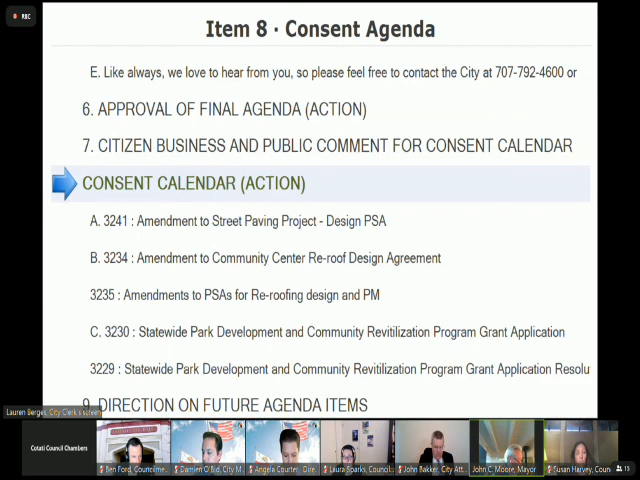 REC
Item 8 · Consent Agenda
E. Like always, we love to hear from you, so please feel free to contact the City at 707-792-4600 or
6. APPROVAL OF FINAL AGENDA (ACTION)
7. CITIZEN BUSINESS AND PUBLIC COMMENT FOR CONSENT CALENDAR
CONSENT CALENDAR (ACTION)
A. 3241 : Amendment to Street Paving Project - Design PSA
B. 3234 : Amendment to Community Center Re-roof Design Agreement
3235 : Amendments to PSAs for Re-roofing design and PM
C. 3230 : Statewide Park Development and Community Revitilization Program Grant Application
3229 : Statewide Park Development and Community Revitilization Program Grant Application Resolu
9. DIRECTION ON FUTURE AGENDA ITEMS
Lauren Berges, City Clerk's screen
Cotati Council Chambers
Ben Ford, Councilme...
Damien O'Bid, City M...
Angela Courter, Dire...
Laura Sparks, Council...
John Bakker, City Att...
John C. Moore, Mayor
Susan Harvey, Coun
15